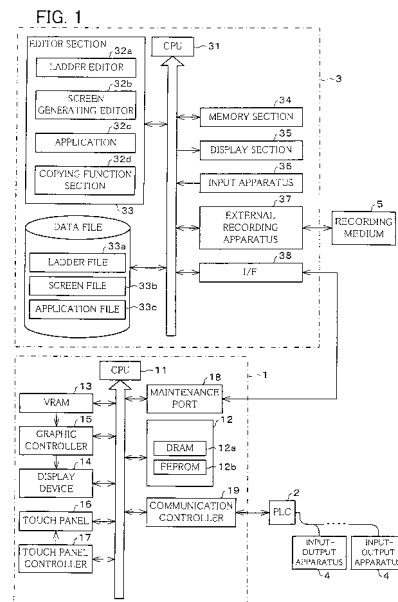 FIG. 1
EDITOR SECTION
32a
LADDER EDITOR
32b
SCREEN
GENERATING EDITOR
32c
APPLICATION
32d
COPYING FUNCTION
SECTION
33
DATA FILE
33a
LADDER FILE
SCREEN FILE
33b
APPLICATION FILE
33c
CPU
31
3
34
MEMORY SECTION
35
DISPLAY SECTION
36
INPUT APPARATUS
37
EXTERNAL
RECORDING
APPARATUS
38
I/F
5
RECORDING
MEDIUM
CPU
11
1
13
VRAM
15
GRAPHIC
CONTROLLER
14
DISPLAY
DEVICE
16
TOUCH PANEL
17
TOUCH PANEL
CONTROLLER
18
MAINTENANCE
PORT
12
DRAM
12a
EEPROM
12b
19
COMMUNICATION
CONTROLLER
2
PLC
INPUT-
OUTPUT
APPARATUS
4
INPUT-
OUTPUT
APPARATUS
4